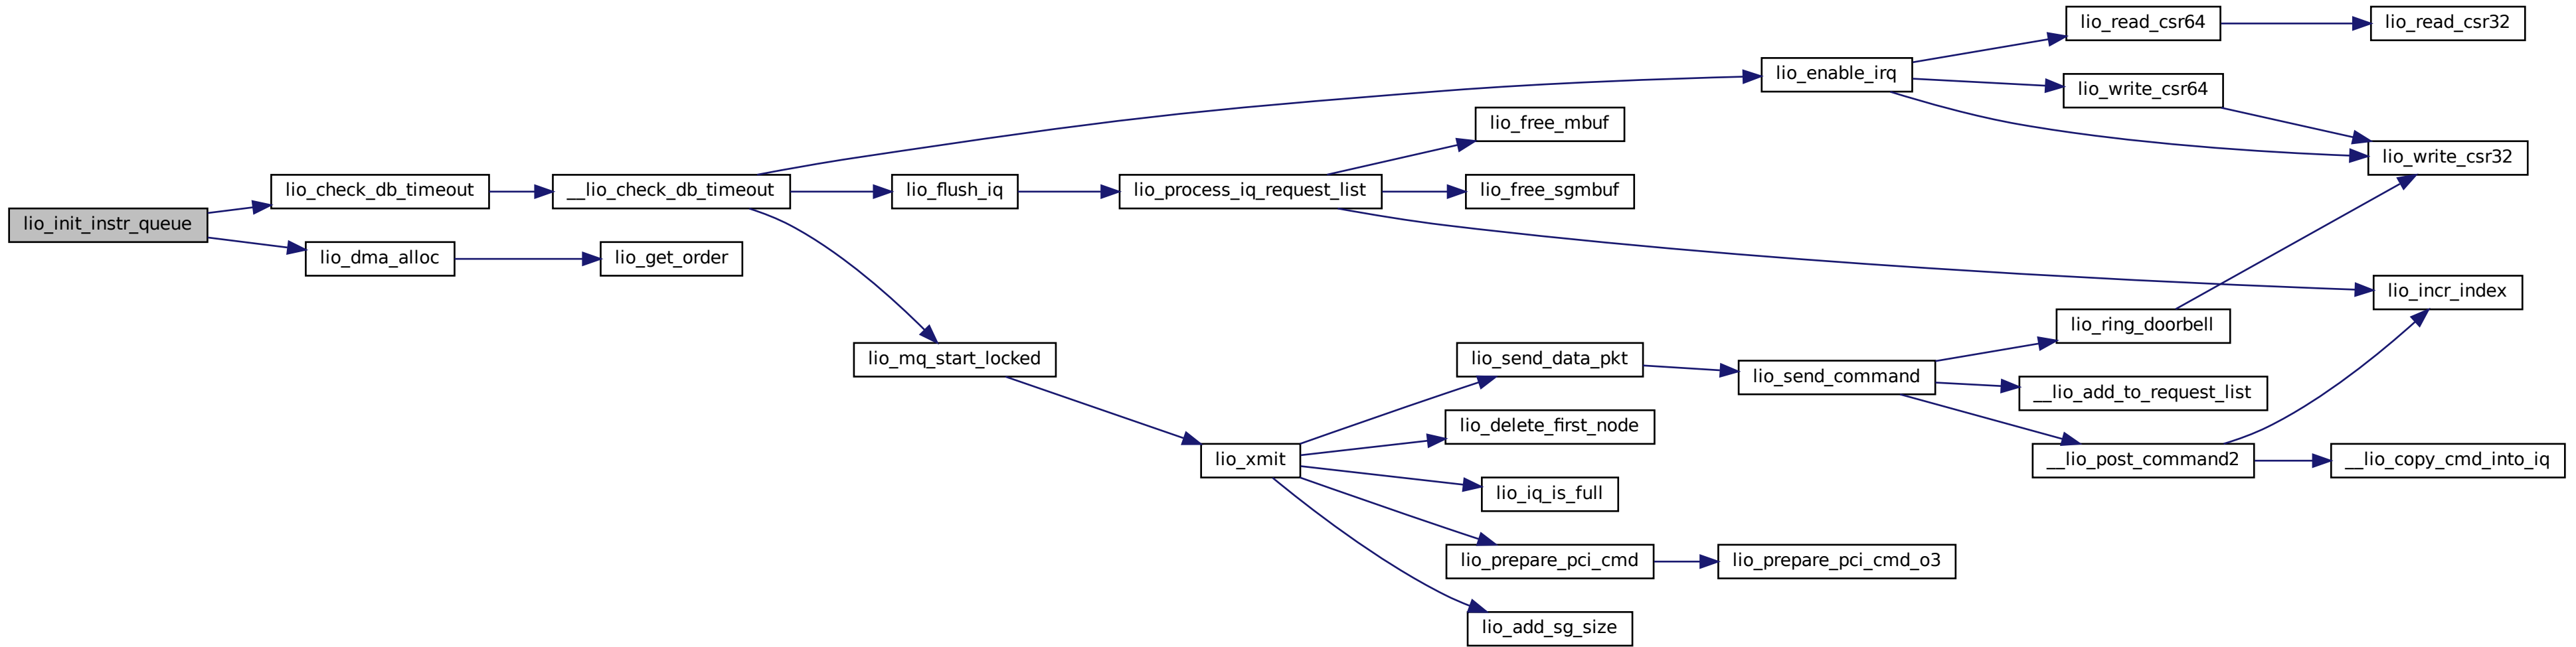 lio_init_instr_queue
lio_check_db_timeout
lio_dma_alloc
__lio_check_db_timeout
lio_get_order
lio_flush_iq
lio_mq_start_locked
lio_process_iq_request_list
lio_xmit
lio_free_mbuf
lio_free_sgmbuf
lio_send_data_pkt
lio_delete_first_node
lio_iq_is_full
lio_prepare_pci_cmd
lio_add_sg_size
lio_enable_irq
lio_send_command
lio_prepare_pci_cmd_o3
lio_read_csr64
lio_write_csr64
lio_ring_doorbell
__lio_add_to_request_list
__lio_post_command2
lio_read_csr32
lio_write_csr32
lio_incr_index
__lio_copy_cmd_into_iq